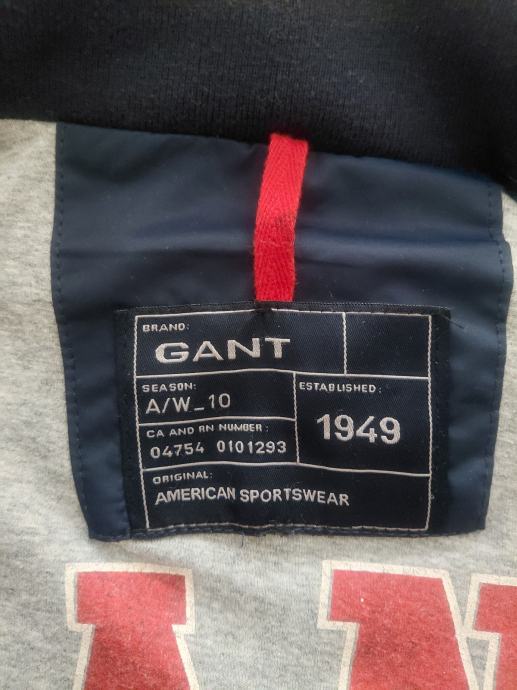 BRAND:
GANT
SEASON:
A/W_10
ESTABLISHED:
1949
CA AND RN NUMBER:
04754 0101293
ORIGINAL:
AMERICAN SPORTSWEAR